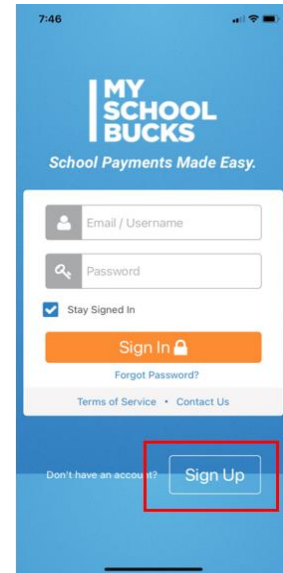 7:46
MY
SCHOOL
BUCKS
School Payments Made Easy.
Email / Username
Password
Stay Signed In
Sign In
Forgot Password?
Terms of Service • Contact Us
Don't have an account? Sign Up